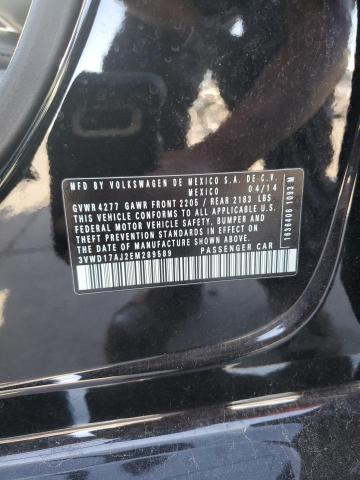 MFD BY VOLKSWAGEN DE MEXICO S.A. DE C.V.
MEXICO 04/14
GVWR 4277 GAWR FRONT 2205 / REAR 2183 LBS
THIS VEHICLE CONFORMS TO ALL APPLICABLE U.S.
FEDERAL MOTOR VEHICLE SAFETY, BUMPER, AND
THEFT PREVENTION STANDARDS IN EFFECT ON
THE DATE OF MANUFACTURE SHOWN ABOVE.
3VWD17AJ2EM289589 PASSENGER CAR
1636406 1093 M